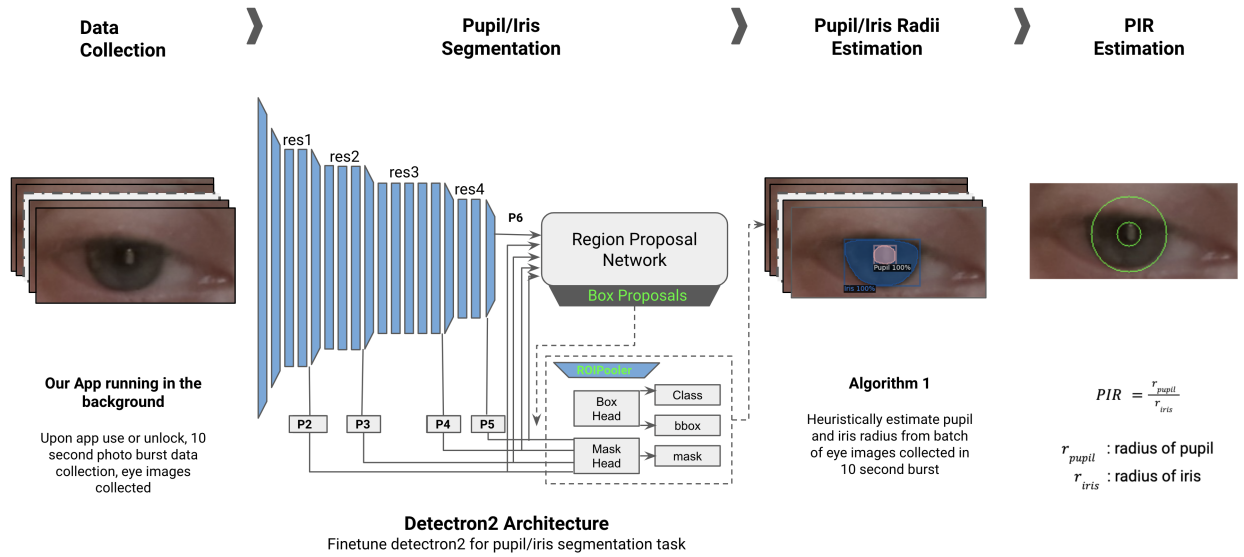 Data
Collection
Pupil/Iris
Segmentation
Pupil/Iris Radii
Estimation
PIR
Estimation
res1
res2
res3
res4
P6
Region Proposal
Network
Box Proposals
Pupil 100%
Iris 100%
ROIPooler
Box
Head
Class
bbox
Mask
Head
mask
P2
P3
P4
P5
Our App running in the
background
Upon app use or unlock, 10
second photo burst data
collection, eye images
collected
Algorithm 1
Heuristically estimate pupil
and iris radius from batch
of eye images collected in
10 second burst
PIR = r_pupil / r_iris
r_pupil : radius of pupil
r_iris : radius of iris
Detectron2 Architecture
Finetune detectron2 for pupil/iris segmentation task